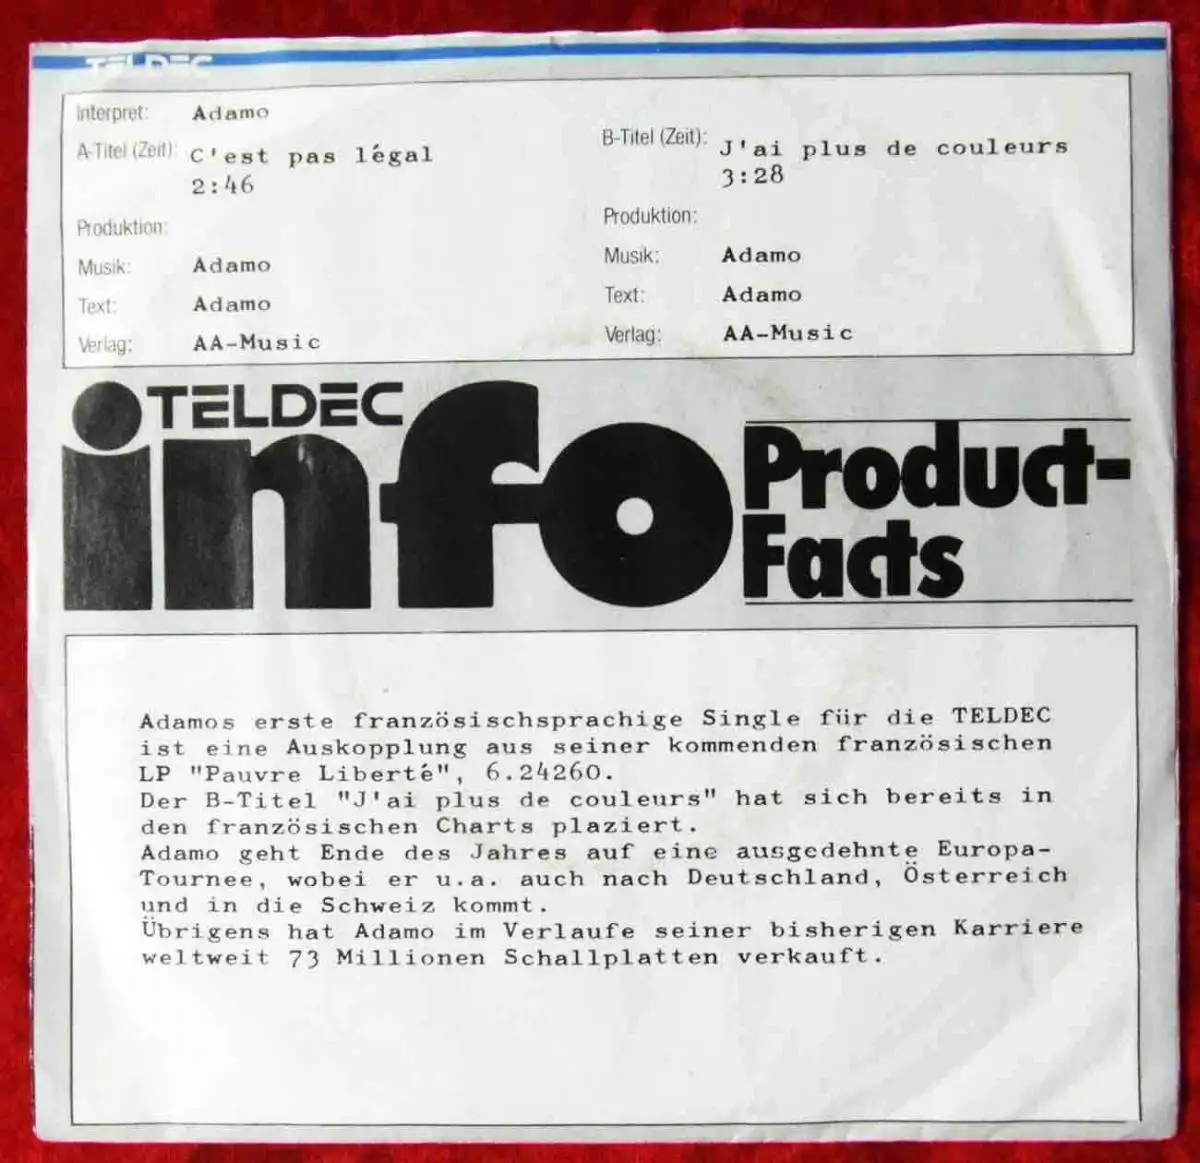 TELDEC
Interpret: Adamo
A-Titel (Zeit): C'est pas légal
2:46
Produktion:
Musik: Adamo
Text: Adamo
Verlag: AA-Music
B-Titel (Zeit): J'ai plus de couleurs
3:28
Produktion:
Musik: Adamo
Text: Adamo
Verlag: AA-Music
TELDEC
info
Product-
Facts
Adamos erste französischsprachige Single für die TELDEC
ist eine Auskopplung aus seiner kommenden französischen
LP "Pauvre Liberté", 6.24260.
Der B-Titel "J'ai plus de couleurs" hat sich bereits in
den französischen Charts plaziert.
Adamo geht Ende des Jahres auf eine ausgedehnte Europa-
Tournee, wobei er u.a. auch nach Deutschland, Österreich
und in die Schweiz kommt.
Übrigens hat Adamo im Verlaufe seiner bisherigen Karriere
weltweit 73 Millionen Schallplatten verkauft.